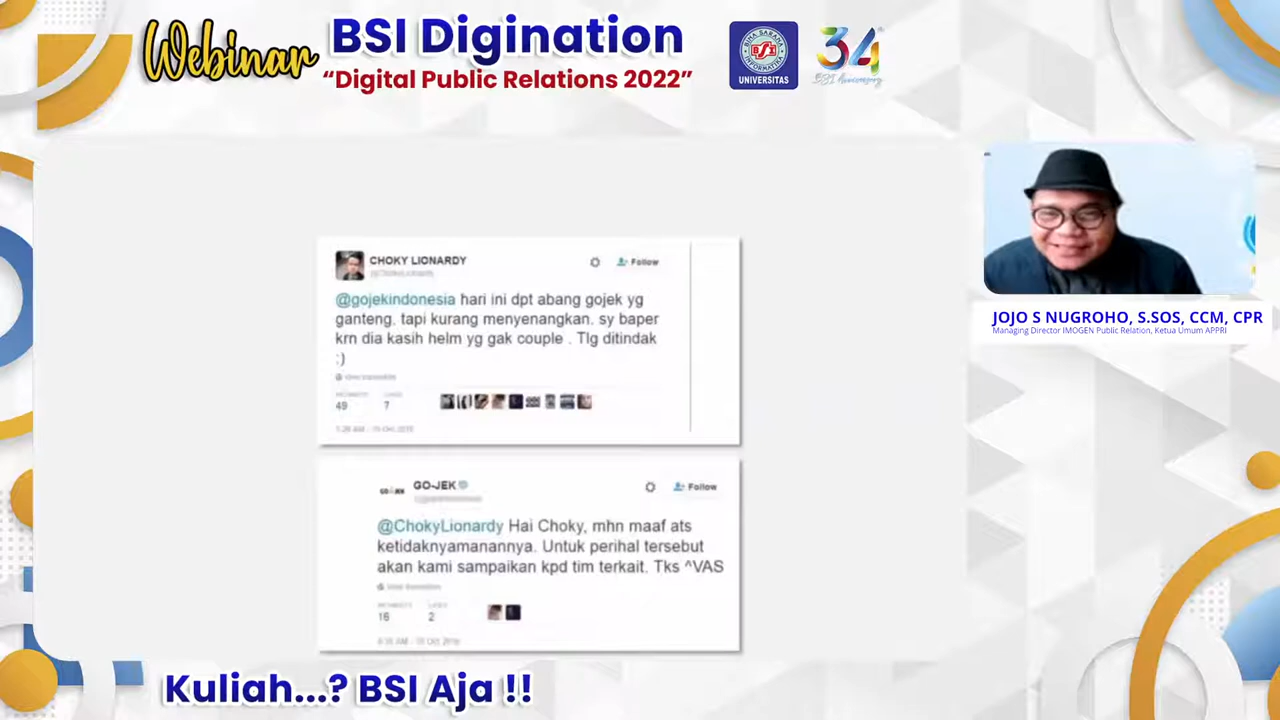 Webinar
BSI Digination
“Digital Public Relations 2022”
BSI
UNIVERSITAS
34
BSI Anniversary
CHOKY LIONARDY
Follow
@gojekindonesia hari ini dpt abang gojek yg
ganteng, tapi kurang menyenangkan. sy baper
krn dia kasih helm yg gak couple . Tlg ditindak
;)
49 7
GO-JEK
Follow
@ChokyLionardy Hai Choky, mhn maaf ats
ketidaknyamanannya. Untuk perihal tersebut
akan kami sampaikan kpd tim terkait. Tks ^VAS
16 2
JOJO S NUGROHO, S.SOS, CCM, CPR
Managing Director IMOGEN Public Relation, Ketua Umum APPRI
Kuliah...? BSI Aja !!